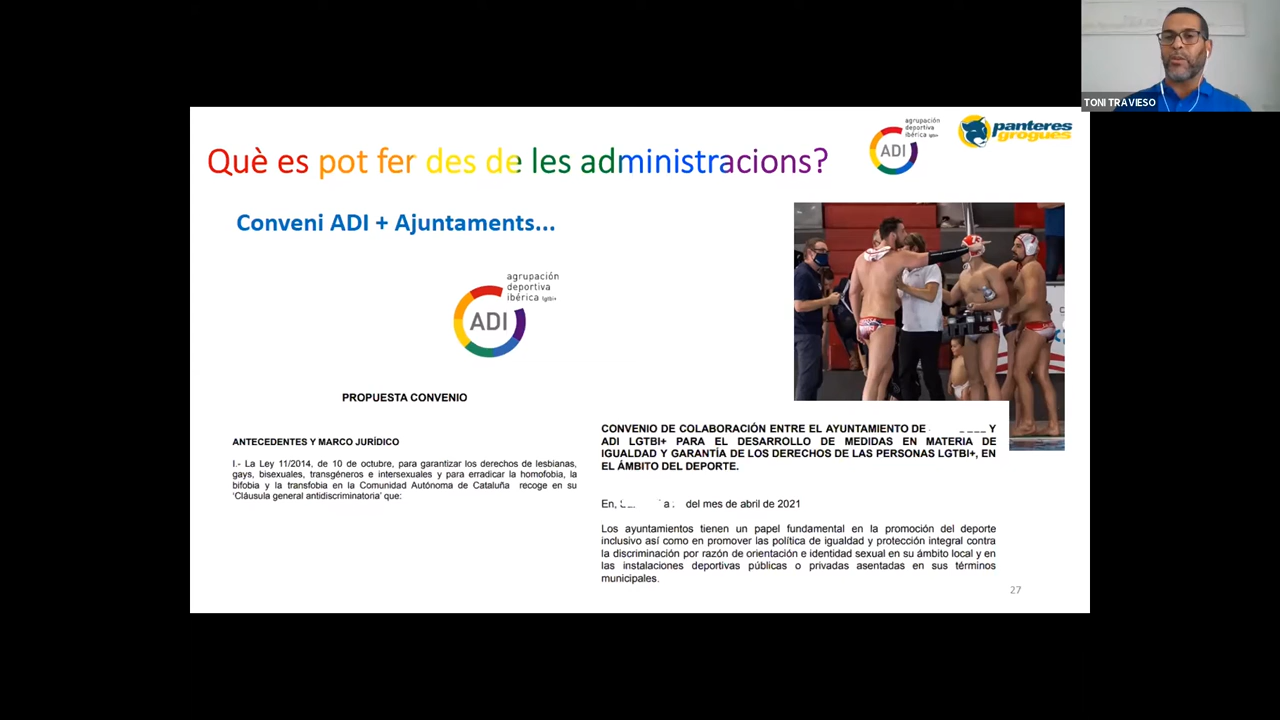 TONI TRAVIESO
agrupación
deportiva
ibérica lgtbi+
ADI
panteres
grogues
Què es pot fer des de les administracions?
Conveni ADI + Ajuntaments...
agrupación
deportiva
ibérica lgtbi+
ADI
PROPUESTA CONVENIO
ANTECEDENTES Y MARCO JURÍDICO
I.- La Ley 11/2014, de 10 de octubre, para garantizar los derechos de lesbianas,
gays, bisexuales, transgéneros e intersexuales y para erradicar la homofobia, la
bifobia y la transfobia en la Comunidad Autónoma de Cataluña recoge en su
'Cláusula general antidiscriminatoria' que:
CONVENIO DE COLABORACIÓN ENTRE EL AYUNTAMIENTO DE Y
ADI LGTBI+ PARA EL DESARROLLO DE MEDIDAS EN MATERIA DE
IGUALDAD Y GARANTÍA DE LOS DERECHOS DE LAS PERSONAS LGTBI+, EN
EL ÁMBITO DEL DEPORTE.
En, a del mes de abril de 2021
Los ayuntamientos tienen un papel fundamental en la promoción del deporte
inclusivo así como en promover las política de igualdad y protección integral contra
la discriminación por razón de orientación e identidad sexual en su ámbito local y en
las instalaciones deportivas públicas o privadas asentadas en sus términos
municipales.
27